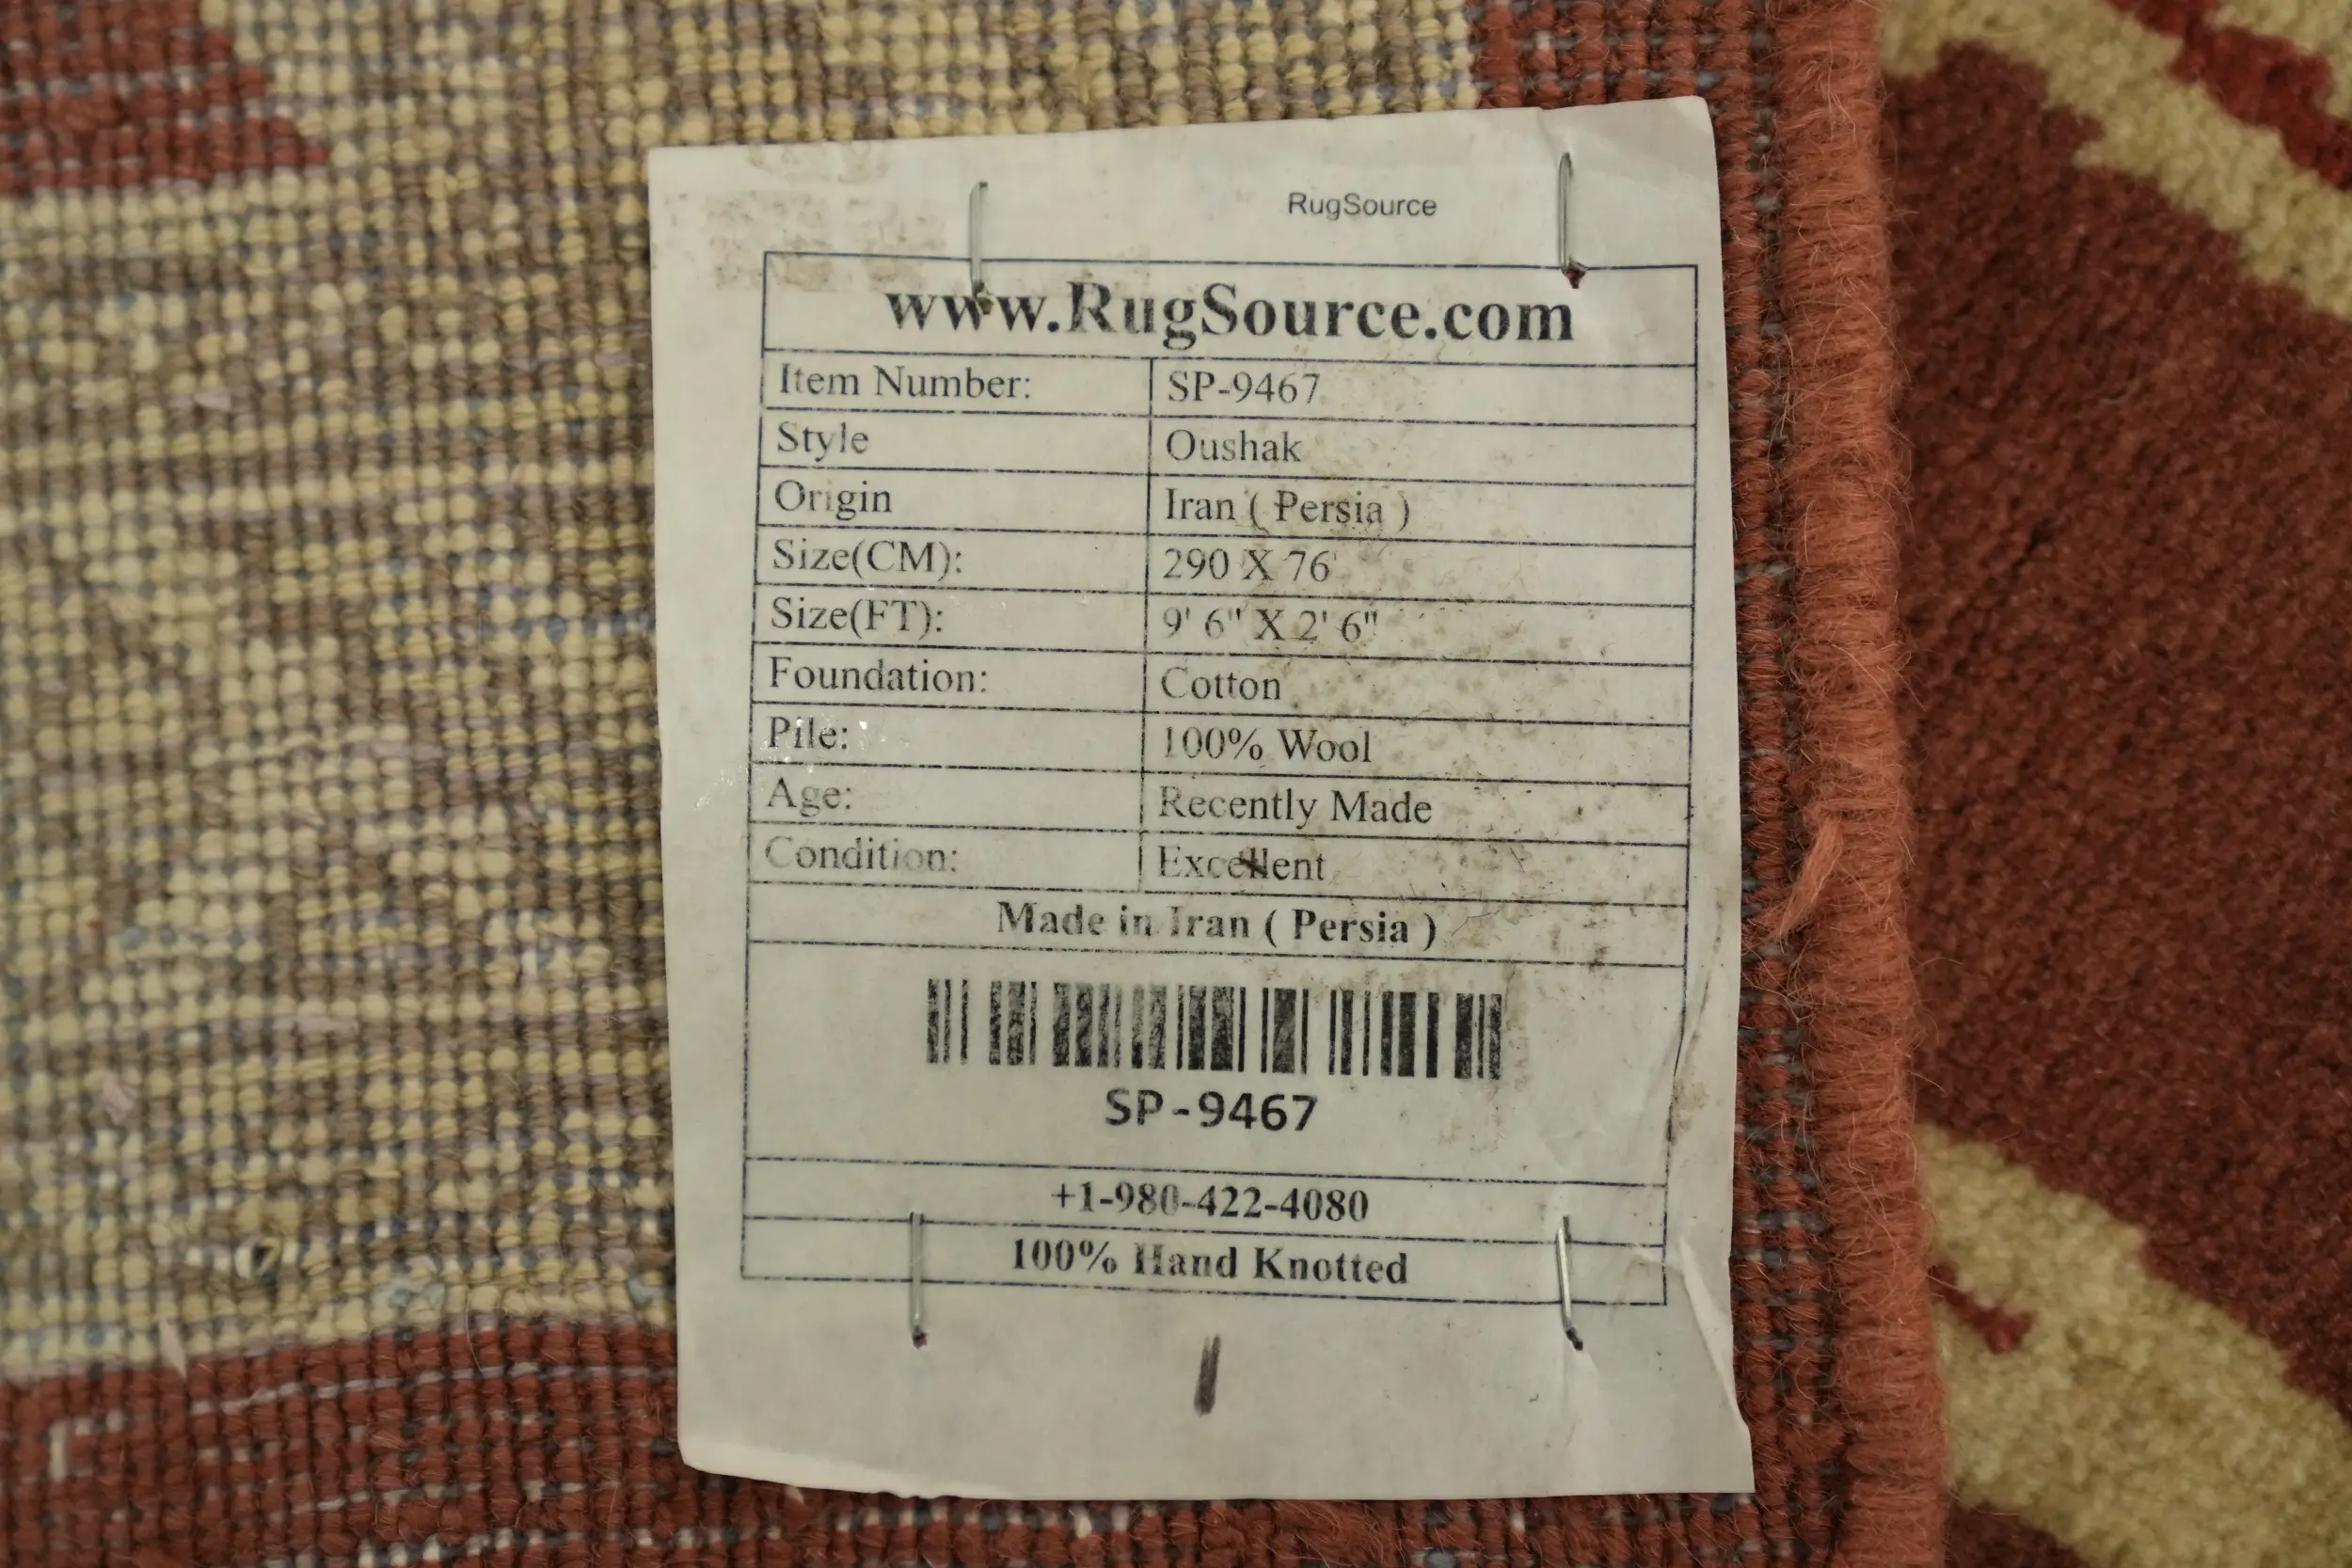 RugSource
www.RugSource.com
Item Number: SP-9467
Style Oushak
Origin Iran ( Persia )
Size(CM): 290 X 76
Size(FT): 9' 6" X 2' 6"
Foundation: Cotton
Pile: 100% Wool
Age: Recently Made
Condition: Excellent
Made in Iran ( Persia )
SP-9467
+1-980-422-4080
100% Hand Knotted